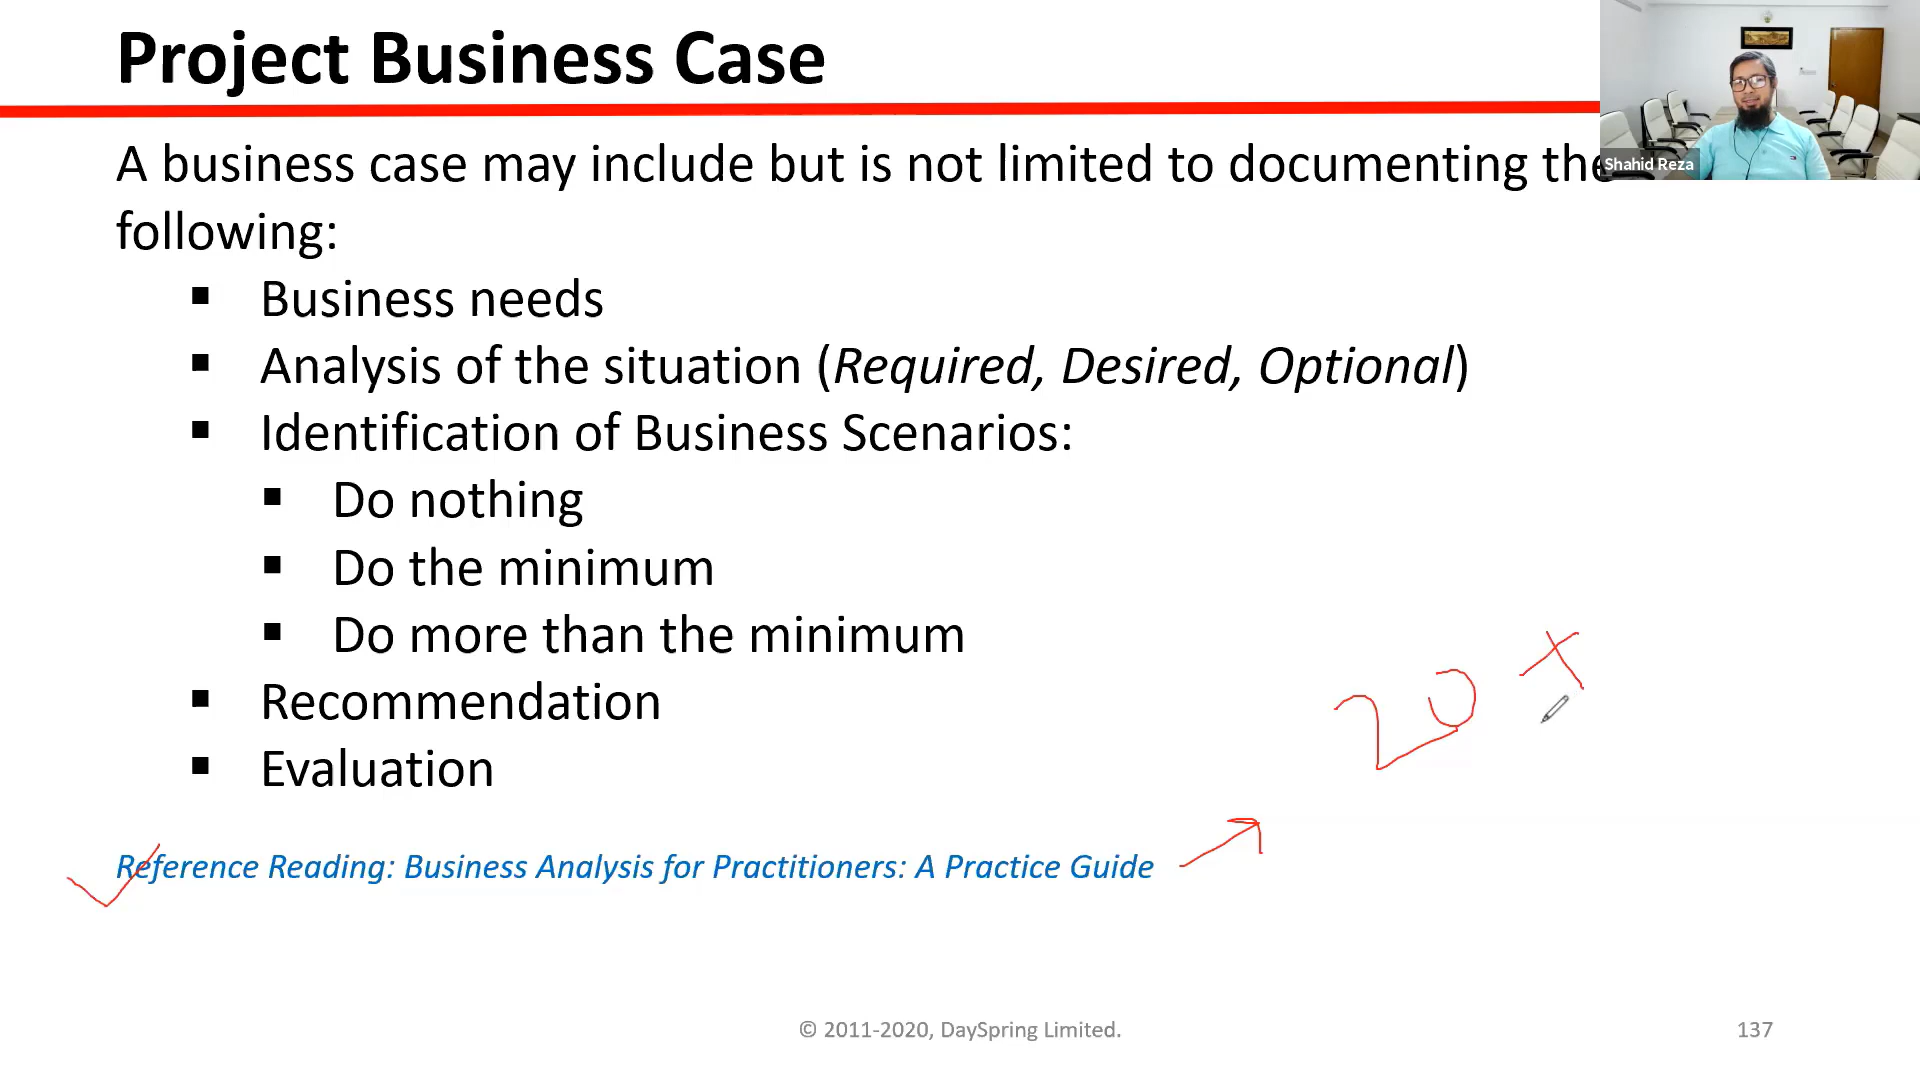 Project Business Case
Shahid Reza
A business case may include but is not limited to documenting the
following:
▪ Business needs
▪ Analysis of the situation (Required, Desired, Optional)
▪ Identification of Business Scenarios:
▪ Do nothing
▪ Do the minimum
▪ Do more than the minimum
▪ Recommendation
▪ Evaluation
20 +
Reference Reading: Business Analysis for Practitioners: A Practice Guide
© 2011-2020, DaySpring Limited.
137